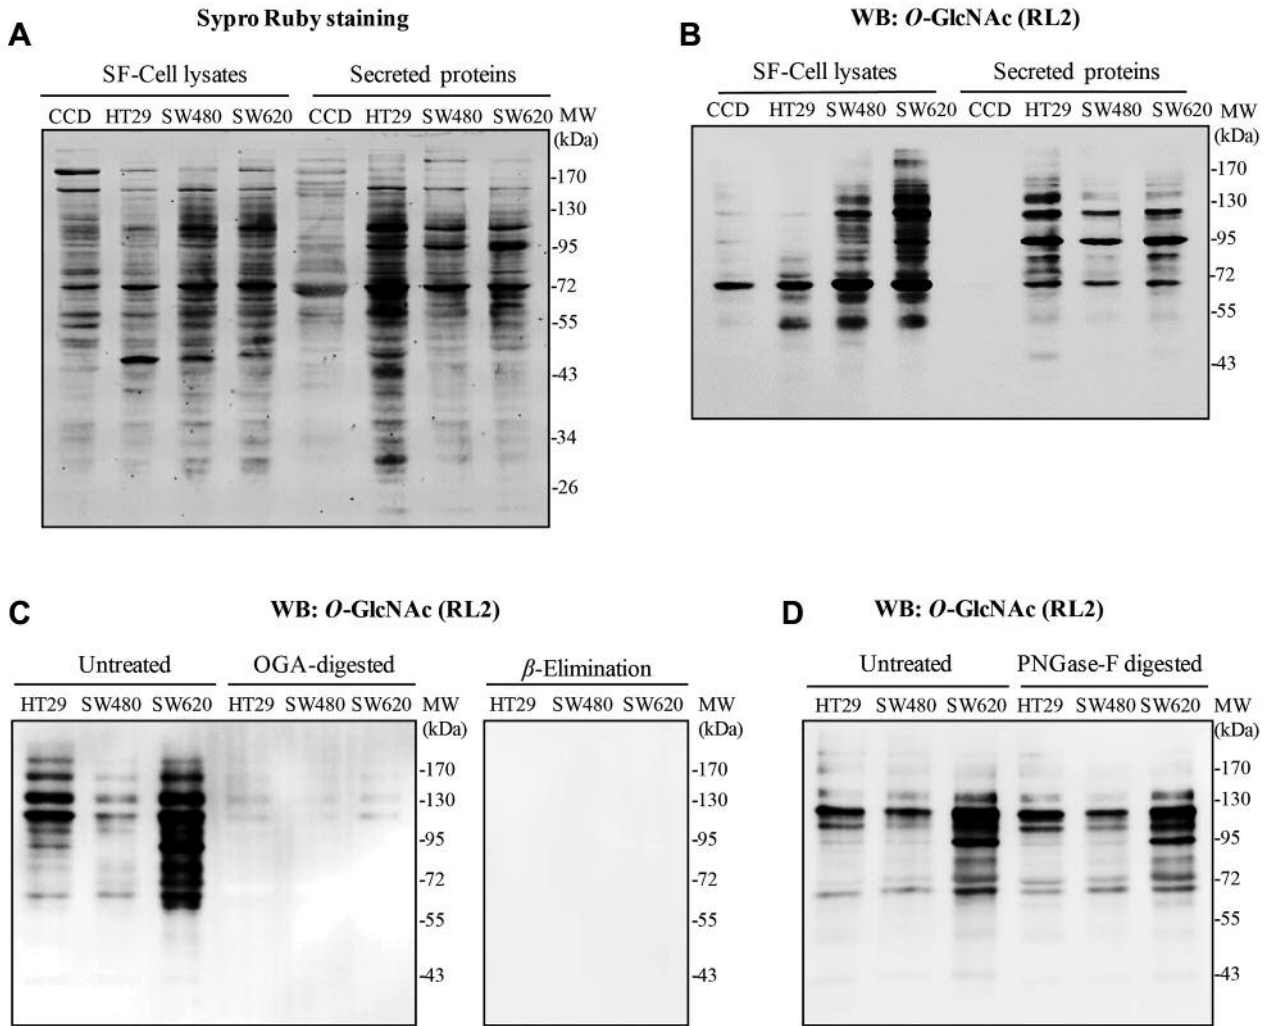 A
Sypro Ruby staining
SF-Cell lysates Secreted proteins
CCD HT29 SW480 SW620 CCD HT29 SW480 SW620 MW
(kDa)
-170
-130
-95
-72
-55
-43
-34
-26
B
WB: O-GlcNAc (RL2)
SF-Cell lysates Secreted proteins
CCD HT29 SW480 SW620 CCD HT29 SW480 SW620 MW
(kDa)
-170
-130
-95
-72
-55
-43
C
WB: O-GlcNAc (RL2)
Untreated OGA-digested
HT29 SW480 SW620 HT29 SW480 SW620 MW
(kDa)
-170
-130
-95
-72
-55
-43
β-Elimination
HT29 SW480 SW620 MW
(kDa)
-170
-130
-95
-72
-55
-43
D
WB: O-GlcNAc (RL2)
Untreated PNGase-F digested
HT29 SW480 SW620 HT29 SW480 SW620 MW
(kDa)
-170
-130
-95
-72
-55
-43